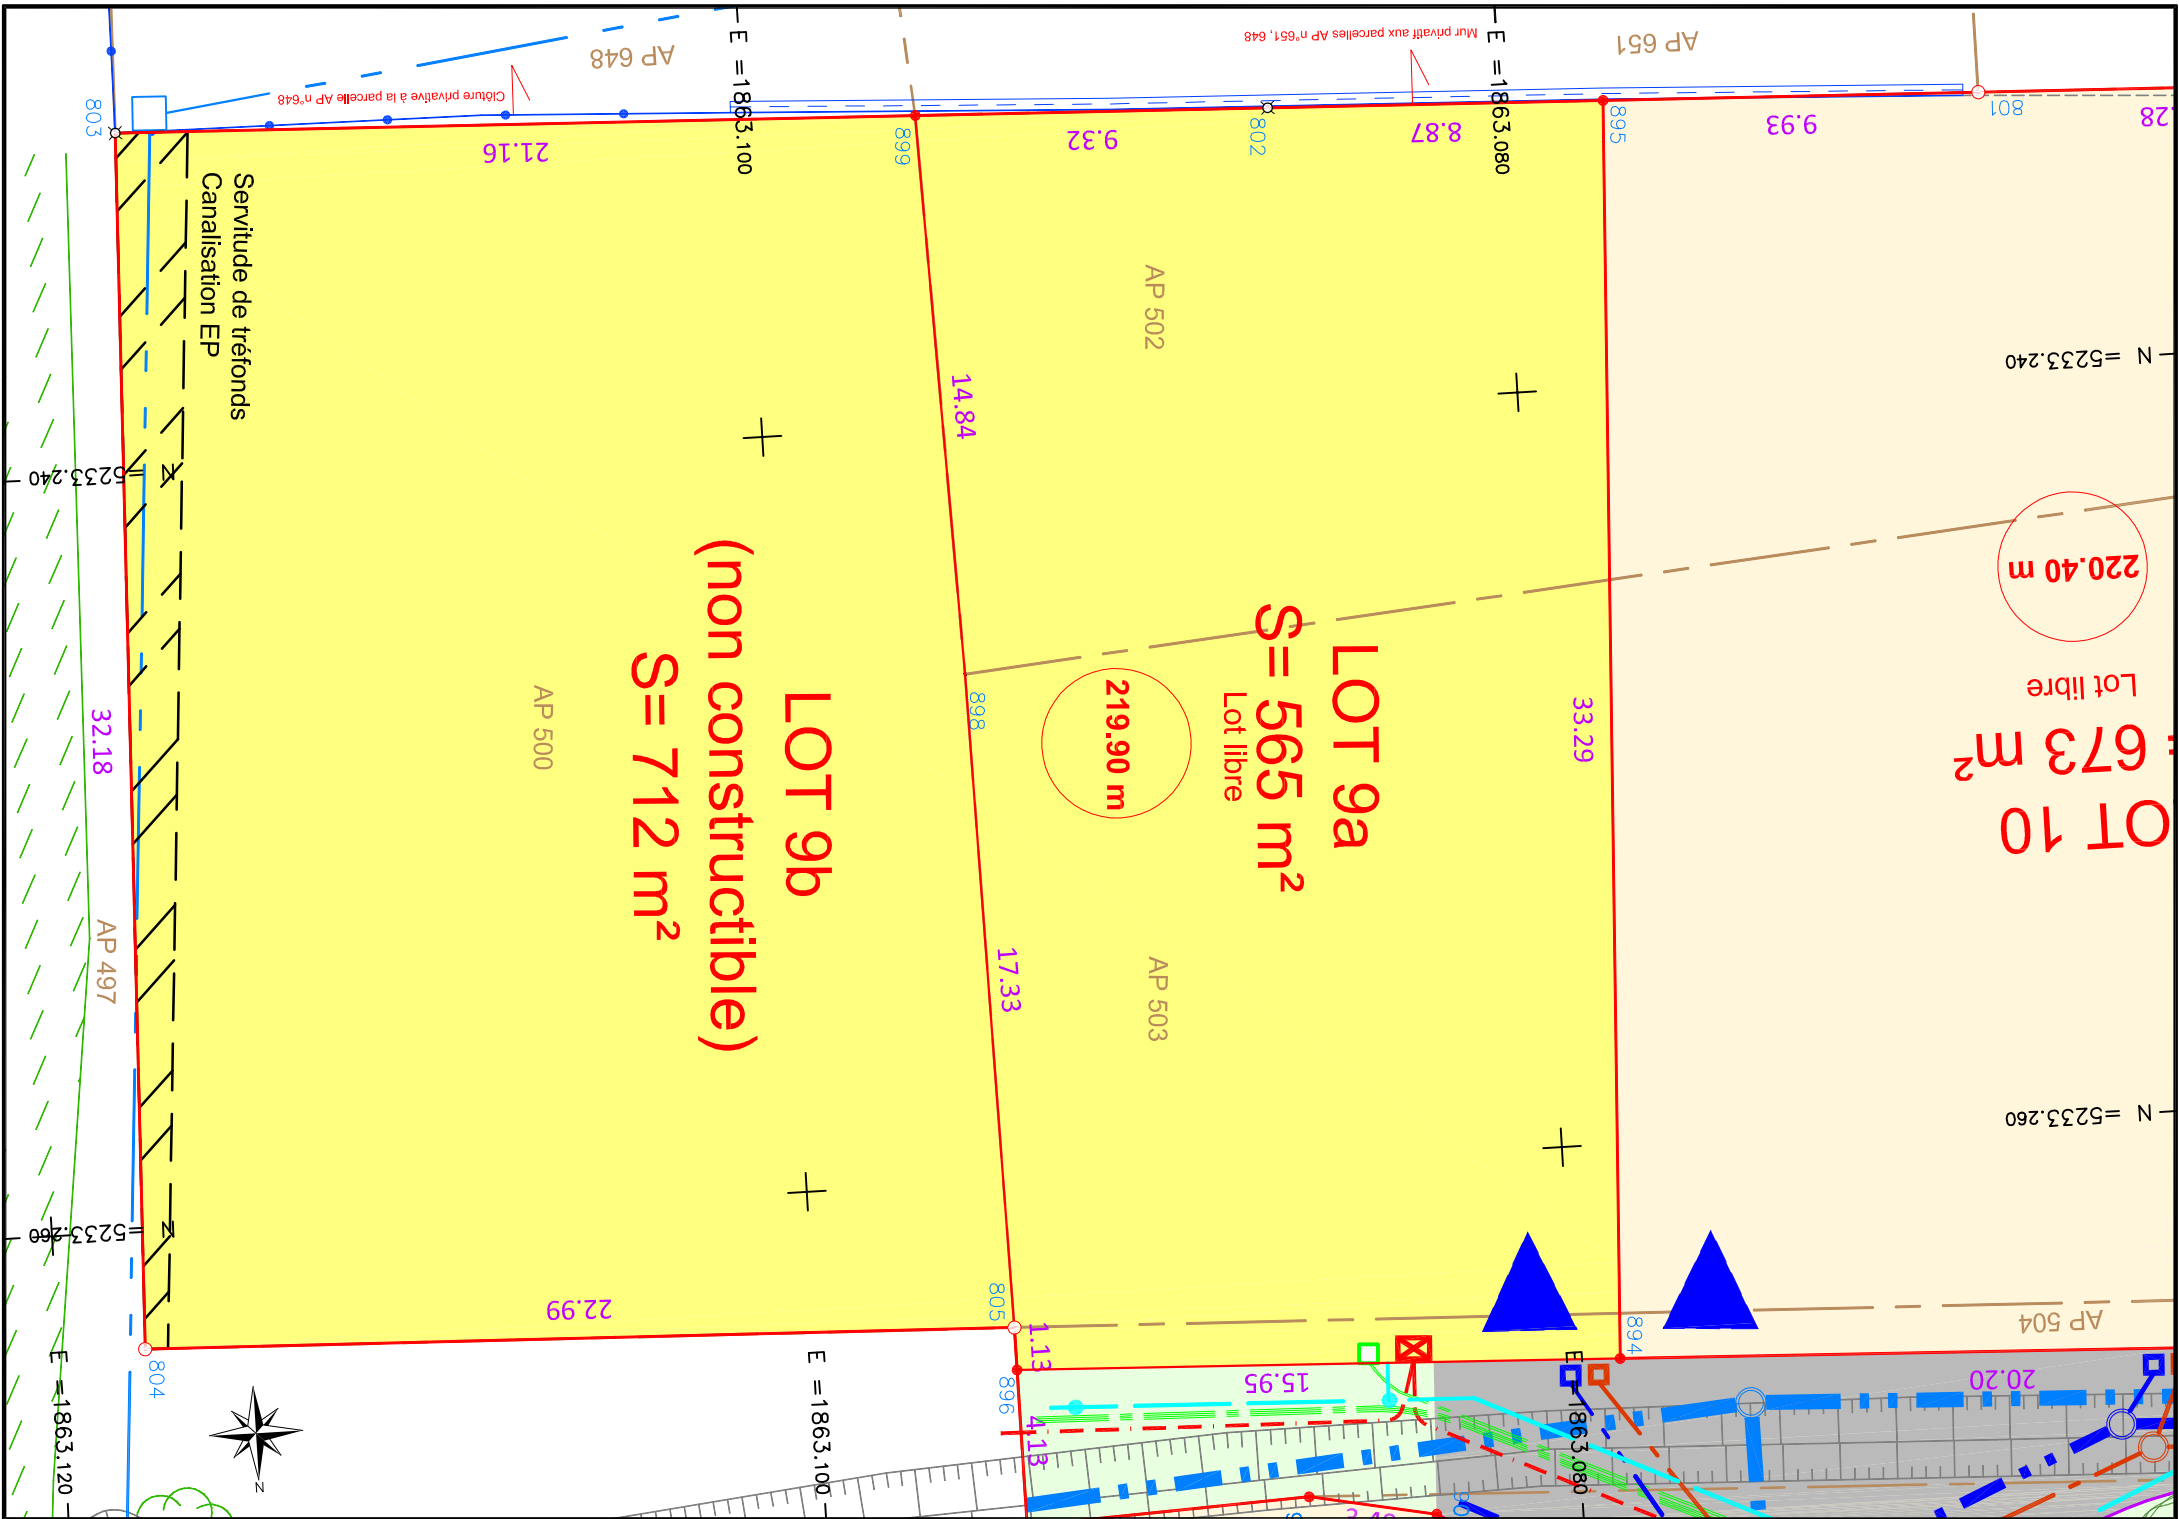 AP 648
Clôture privative à la parcelle AP n°648
E =1863.100
Mur privatif aux parcelles AP n°651, 648
E =1863.080
AP 651
803
21.16
899
9.32
802
8.87
895
9.93
801
28
Servitude de tréfonds
Canalisation EP
AP 502
N =5233.240
14.84
N =5233.240
220.40 m
Lot libre
= 673 m²
OT 10
LOT 9b
(non constructible)
S= 712 m²
AP 500
898
219.90 m
LOT 9a
S= 565 m²
Lot libre
33.29
32.18
AP 497
17.33
AP 503
N =5233.260
N =5233.260
22.99
805
1.13
894
AP 504
804
896
15.95
20.20
4.13
E =1863.120
N
E =1863.100
E =1863.080